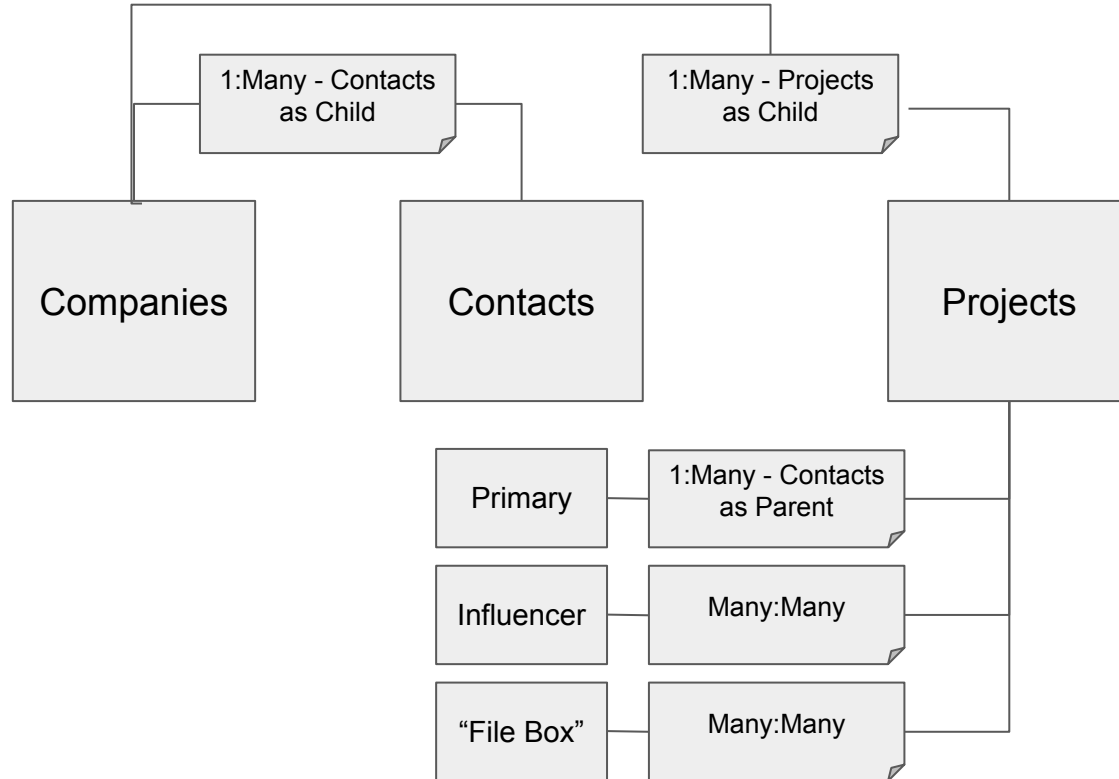 1:Many - Contacts
as Child
1:Many - Projects
as Child
Companies
Contacts
Projects
Primary
1:Many - Contacts
as Parent
Influencer
Many:Many
“File Box”
Many:Many